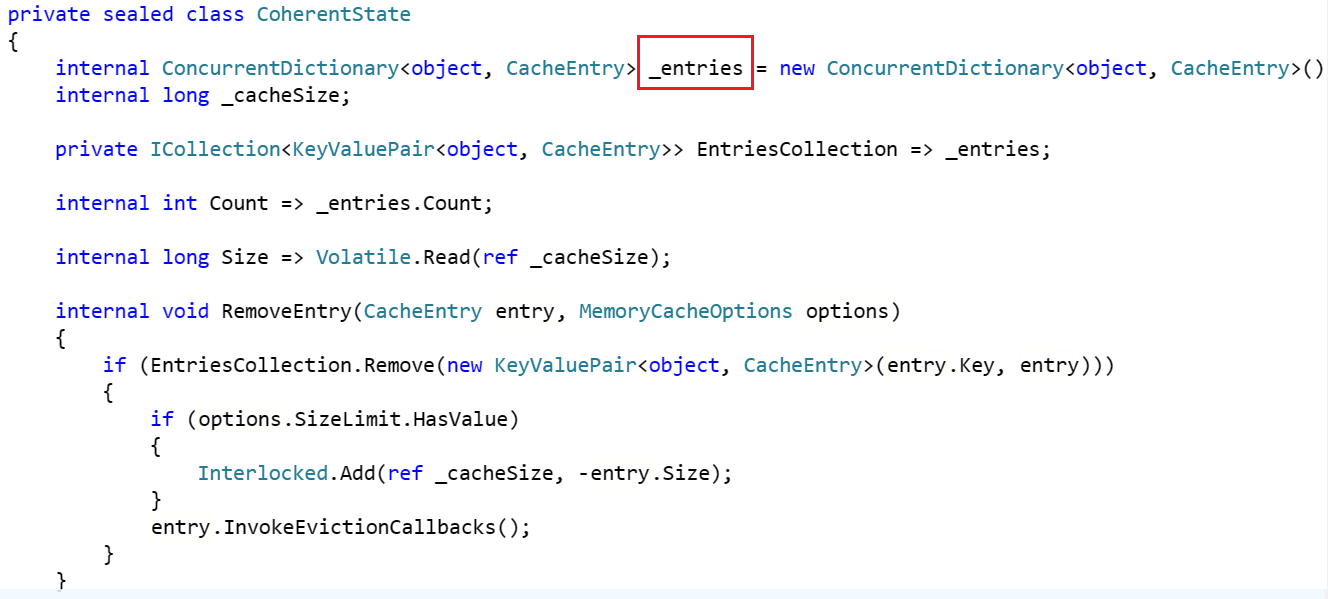 private sealed class CoherentState
{
    internal ConcurrentDictionary<object, CacheEntry> _entries = new ConcurrentDictionary<object, CacheEntry>()
    internal long _cacheSize;

    private ICollection<KeyValuePair<object, CacheEntry>> EntriesCollection => _entries;

    internal int Count => _entries.Count;

    internal long Size => Volatile.Read(ref _cacheSize);

    internal void RemoveEntry(CacheEntry entry, MemoryCacheOptions options)
    {
        if (EntriesCollection.Remove(new KeyValuePair<object, CacheEntry>(entry.Key, entry)))
        {
            if (options.SizeLimit.HasValue)
            {
                Interlocked.Add(ref _cacheSize, -entry.Size);
            }
            entry.InvokeEvictionCallbacks();
        }
    }